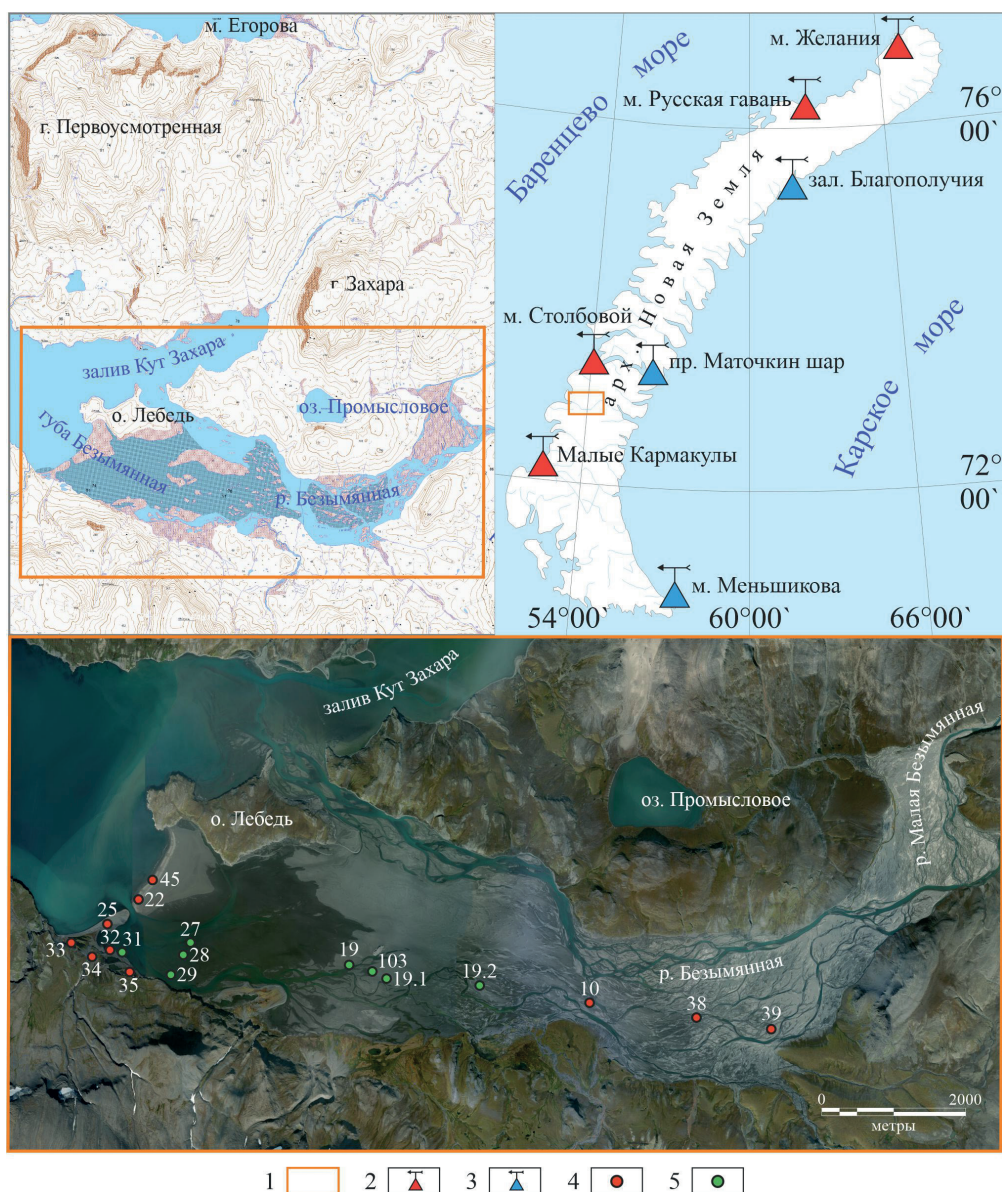 м. Егорова
г. Первоусмотренная
г. Захара
залив Кут Захара
о. Лебедь
оз. Промысловое
губа Безымянная
р. Безымянная
м. Желания
море
м. Русская гавань
76°
00`
Баренцево
зал. Благополучия
арх. Новая Земля
м. Столбовой
море
пр. Маточкин шар
Карское
Малые Кармакулы
72°
00`
м. Меньшикова
54°00`
60°00`
66°00`
залив Кут Захара
р. Малая Безымянная
оз. Промысловое
о. Лебедь
45
22
25
33
32
31
34
35
27
28
29
19
103
19.1
19.2
10
р. Безымянная
38
39
0 2000
метры
1 2 3 4 5